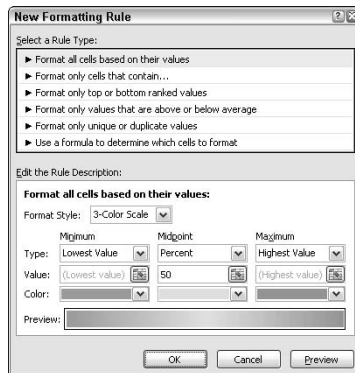 New Formatting Rule
Select a Rule Type:
► Format all cells based on their values
► Format only cells that contain...
► Format only top or bottom ranked values
► Format only values that are above or below average
► Format only unique or duplicate values
► Use a formula to determine which cells to format
Edit the Rule Description:
Format all cells based on their values:
Format Style: 3-Color Scale
Minimum Midpoint Maximum
Type: Lowest Value Percent Highest Value
Value: (Lowest value) 50 (Highest value)
Color:
Preview:
OK Cancel Preview